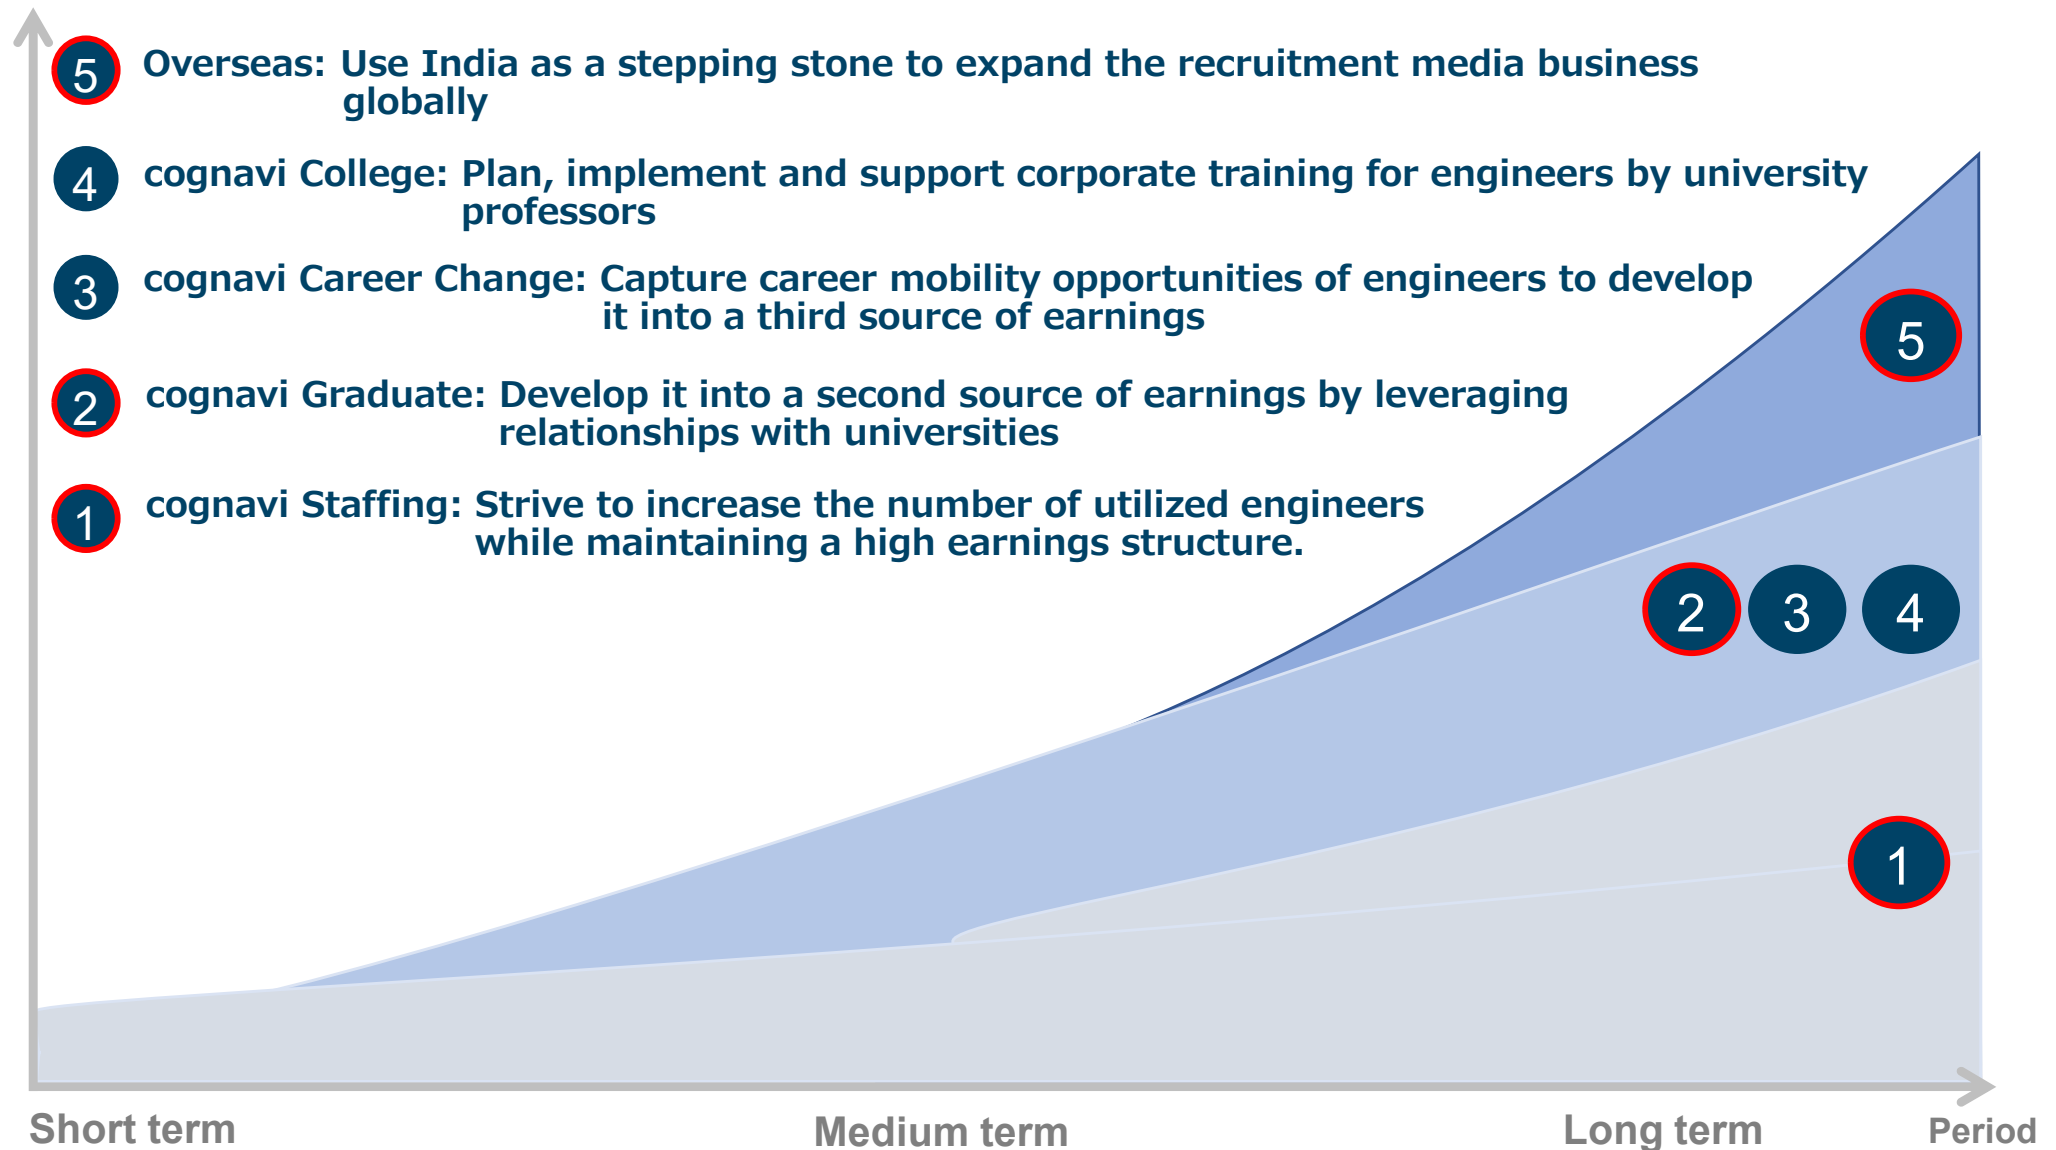 5 Overseas: Use India as a stepping stone to expand the recruitment media business
globally
4 cognavi College: Plan, implement and support corporate training for engineers by university
professors
3 cognavi Career Change: Capture career mobility opportunities of engineers to develop
it into a third source of earnings
2 cognavi Graduate: Develop it into a second source of earnings by leveraging
relationships with universities
1 cognavi Staffing: Strive to increase the number of utilized engineers
while maintaining a high earnings structure.
5
2 3 4
1
Short term Medium term Long term Period